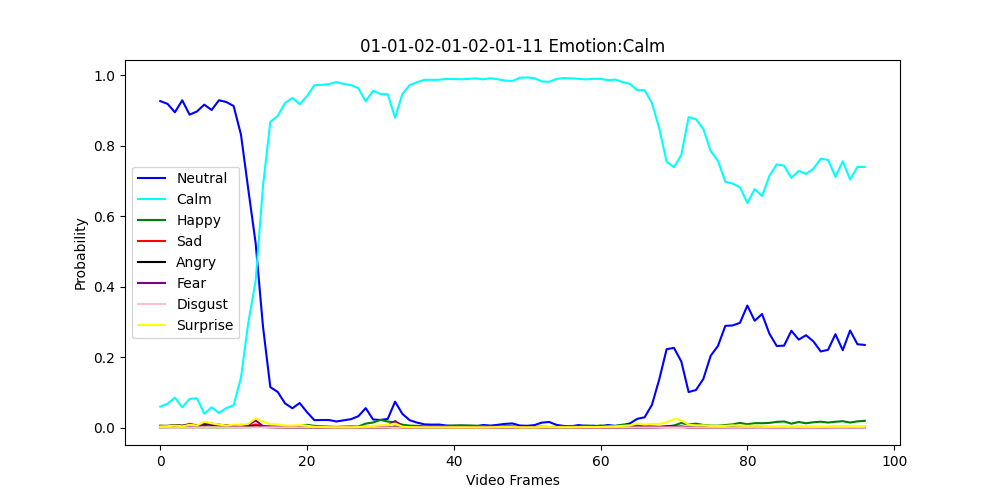 01-01-02-01-02-01-11 Emotion:Calm
1.0
0.8
0.6
0.4
0.2
0.0
Probability
Neutral
Calm
Happy
Sad
Angry
Fear
Disgust
Surprise
0 20 40 60 80 100
Video Frames